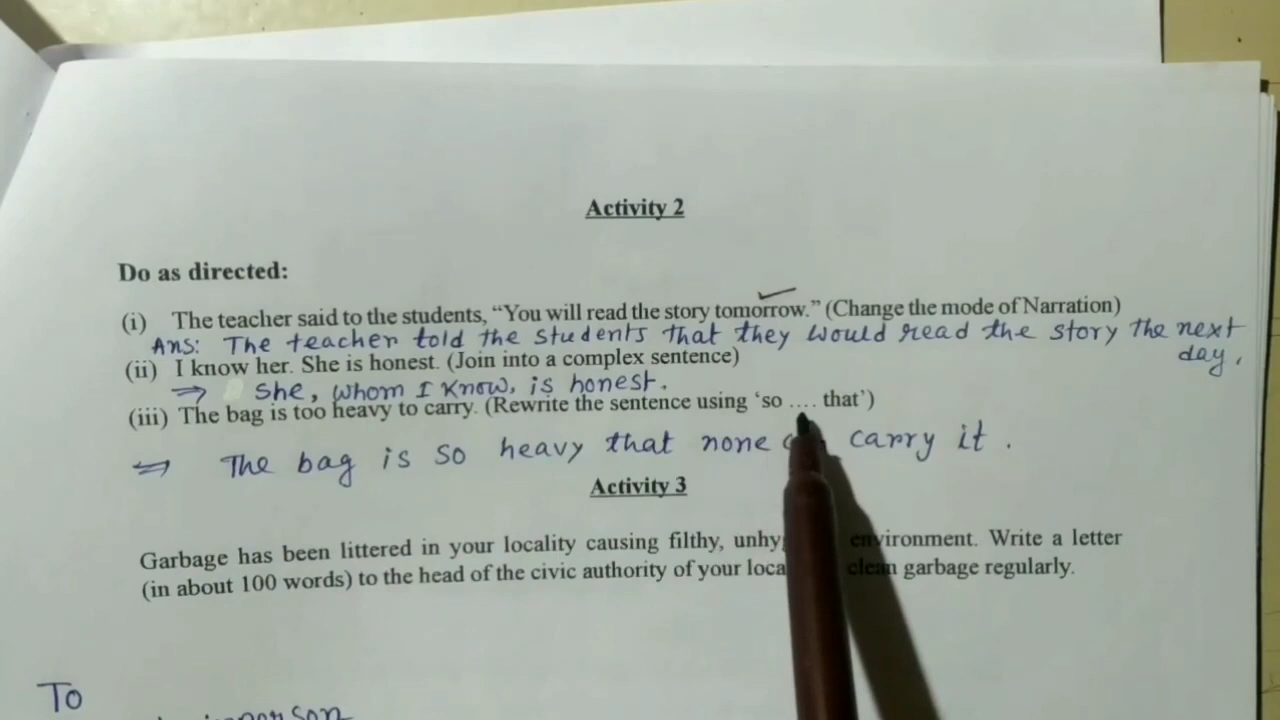 Activity 2
Do as directed:
(i) The teacher said to the students, “You will read the story tomorrow.” (Change the mode of Narration)
Ans: The teacher told the students that they would read the story the next
day.
(ii) I know her. She is honest. (Join into a complex sentence)
⇒ She, whom I know, is honest.
(iii) The bag is too heavy to carry. (Rewrite the sentence using ‘so .... that’)
⇒ The bag is so heavy that none carry it.
Activity 3
Garbage has been littered in your locality causing filthy, environment. Write a letter
(in about 100 words) to the head of the civic authority of your clean garbage regularly.
To